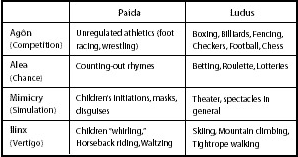 Paida Ludus
Agôn Unregulated athletics (foot Boxing, Billiards, Fencing,
(Competition) racing, wrestling) Checkers, Football, Chess
Alea Counting-out rhymes Betting, Roulette, Lotteries
(Chance)
Mimicry Children's initiations, masks, Theater, spectacles in
(Simulation) disguises general
Ilinx Children "whirling," Skiing, Mountain climbing,
(Vertigo) Horseback riding, Waltzing Tightrope walking